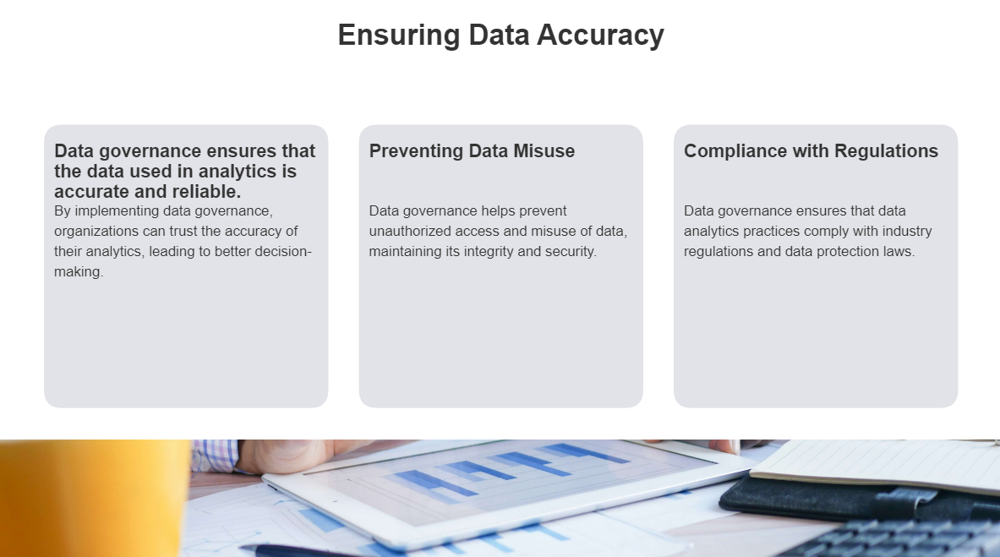 Ensuring Data Accuracy
Data governance ensures that
the data used in analytics is
accurate and reliable.
By implementing data governance,
organizations can trust the accuracy of
their analytics, leading to better decision-
making.
Preventing Data Misuse
Data governance helps prevent
unauthorized access and misuse of data,
maintaining its integrity and security.
Compliance with Regulations
Data governance ensures that data
analytics practices comply with industry
regulations and data protection laws.